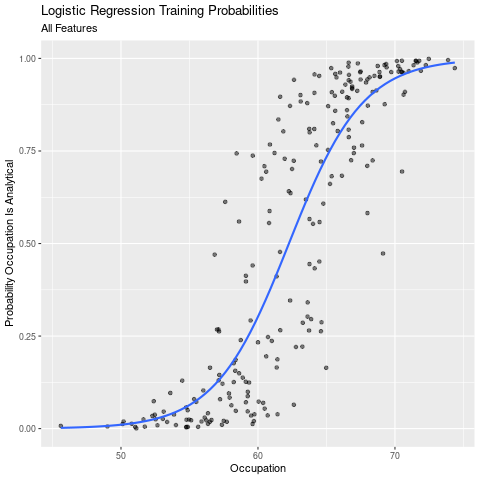 Logistic Regression Training Probabilities
All Features
1.00
0.75
0.50
0.25
0.00
Probability Occupation Is Analytical
50
60
70
Occupation